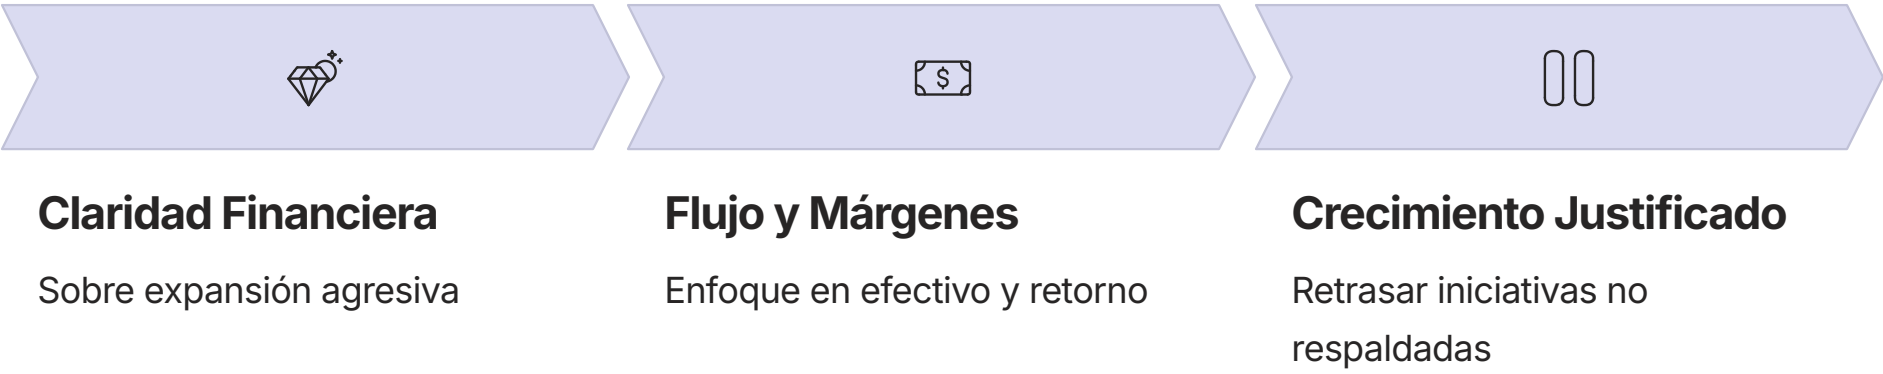 $
Claridad Financiera
Sobre expansión agresiva
Flujo y Márgenes
Enfoque en efectivo y retorno
Crecimiento Justificado
Retrasar iniciativas no
respaldadas